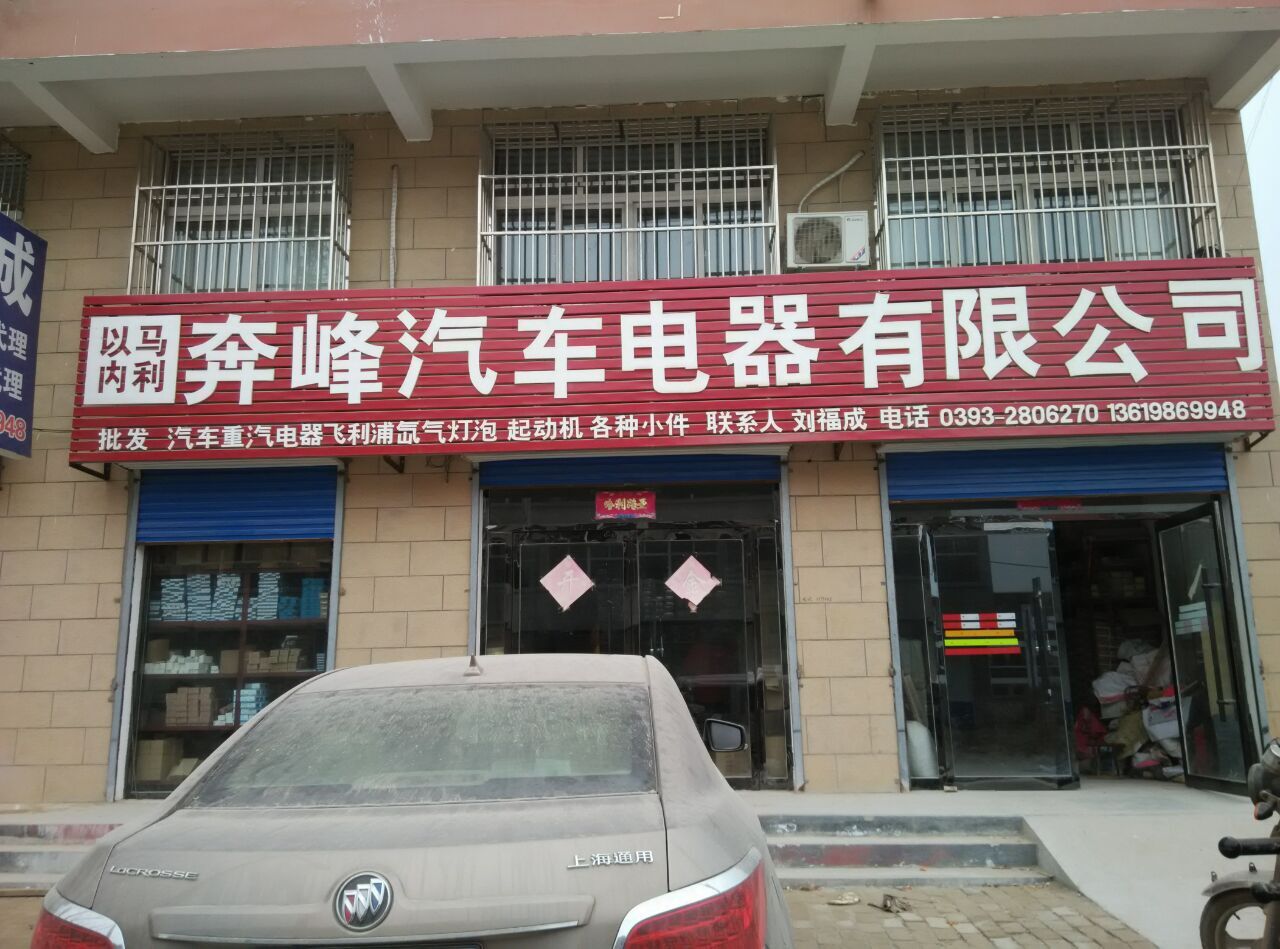 以马
内利
奔峰汽车电器有限公司
批发 汽车重汽电器飞利浦氙气灯泡 起动机 各种小件 联系人 刘福成 电话 0393-2806270 13619869948
成
代理
理
948
LACROSSE
上海通用